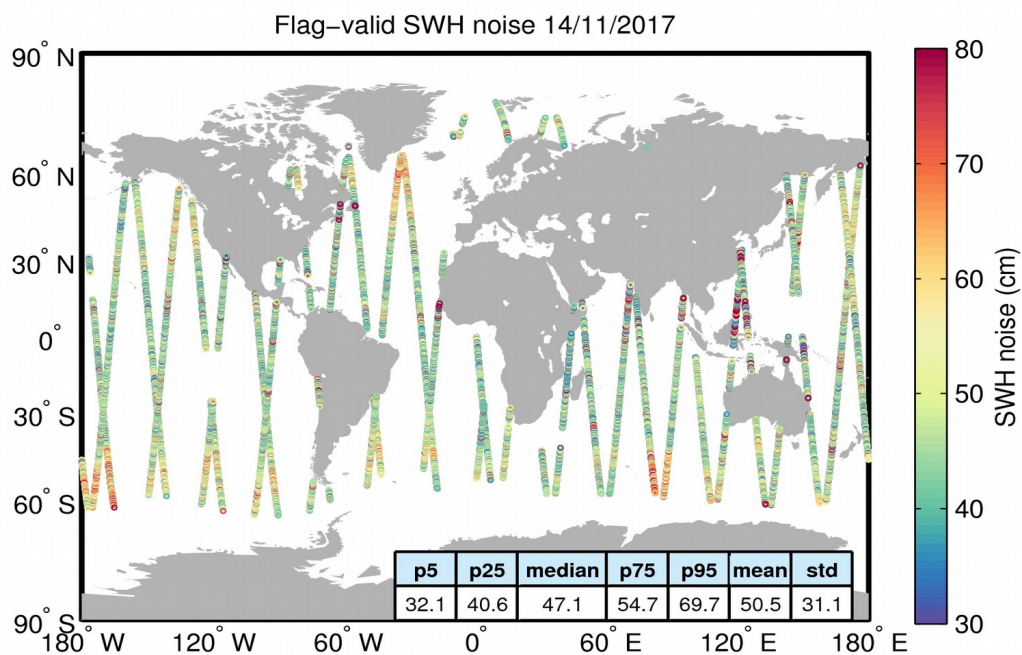 Flag−valid SWH noise 14/11/2017
90° N
60° N
30° N
0°
30° S
60° S
90° S
180° W 120° W 60° W 0° 60° E 120° E 180° E
p5 p25 median p75 p95 mean std
32.1 40.6 47.1 54.7 69.7 50.5 31.1
80
70
60
50
40
30
SWH noise (cm)